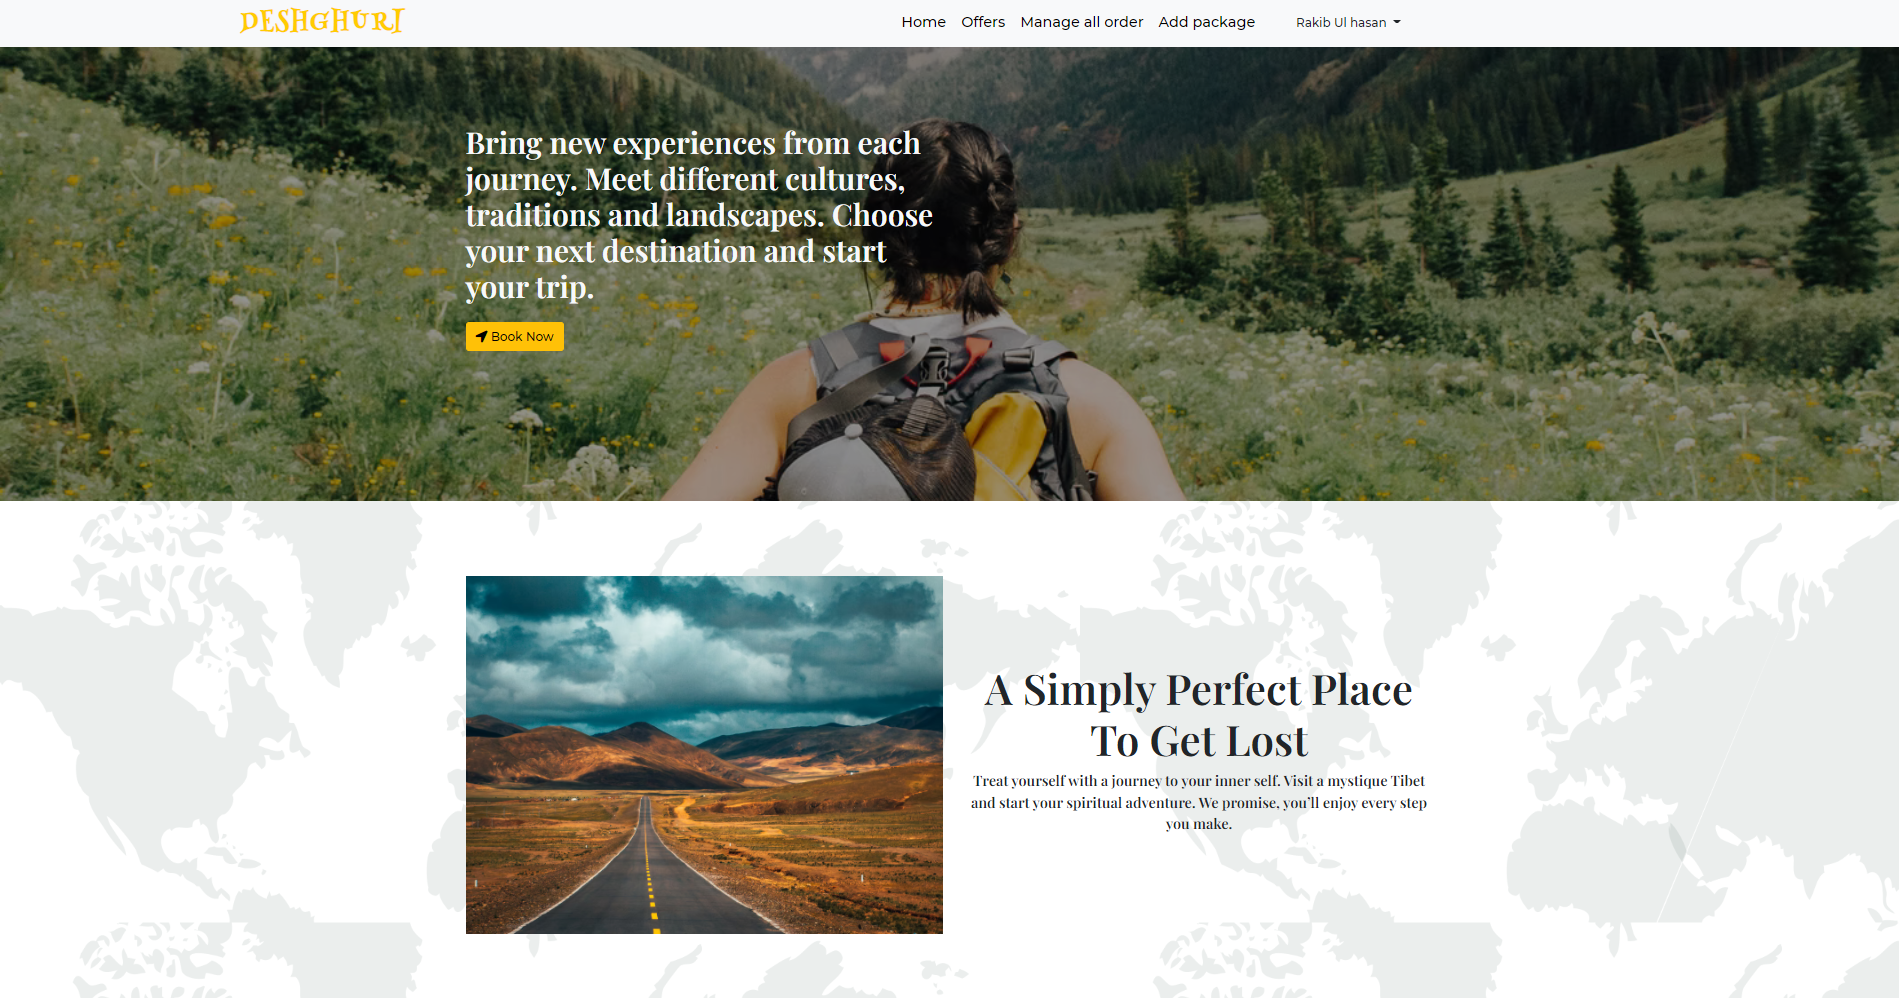 DESHGHURI
Home Offers Manage all order Add package Rakib Ul hasan
Bring new experiences from each
journey. Meet different cultures,
traditions and landscapes. Choose
your next destination and start
your trip.
Book Now
A Simply Perfect Place
To Get Lost
Treat yourself with a journey to your inner self. Visit a mystique Tibet
and start your spiritual adventure. We promise, you'll enjoy every step
you make.